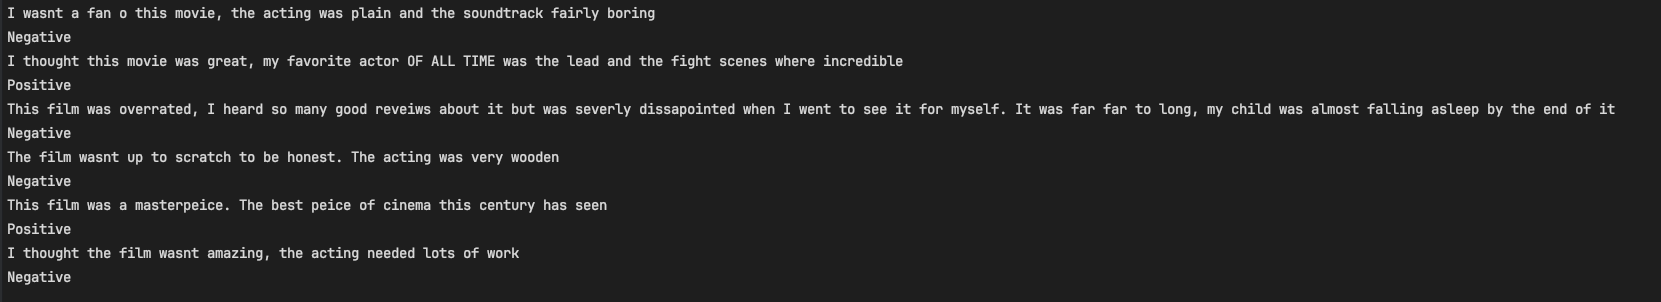 I wasnt a fan o this movie, the acting was plain and the soundtrack fairly boring
Negative
I thought this movie was great, my favorite actor OF ALL TIME was the lead and the fight scenes where incredible
Positive
This film was overrated, I heard so many good reveiws about it but was severly dissapointed when I went to see it for myself. It was far far to long, my child was almost falling asleep by the end of it
Negative
The film wasnt up to scratch to be honest. The acting was very wooden
Negative
This film was a masterpeice. The best peice of cinema this century has seen
Positive
I thought the film wasnt amazing, the acting needed lots of work
Negative